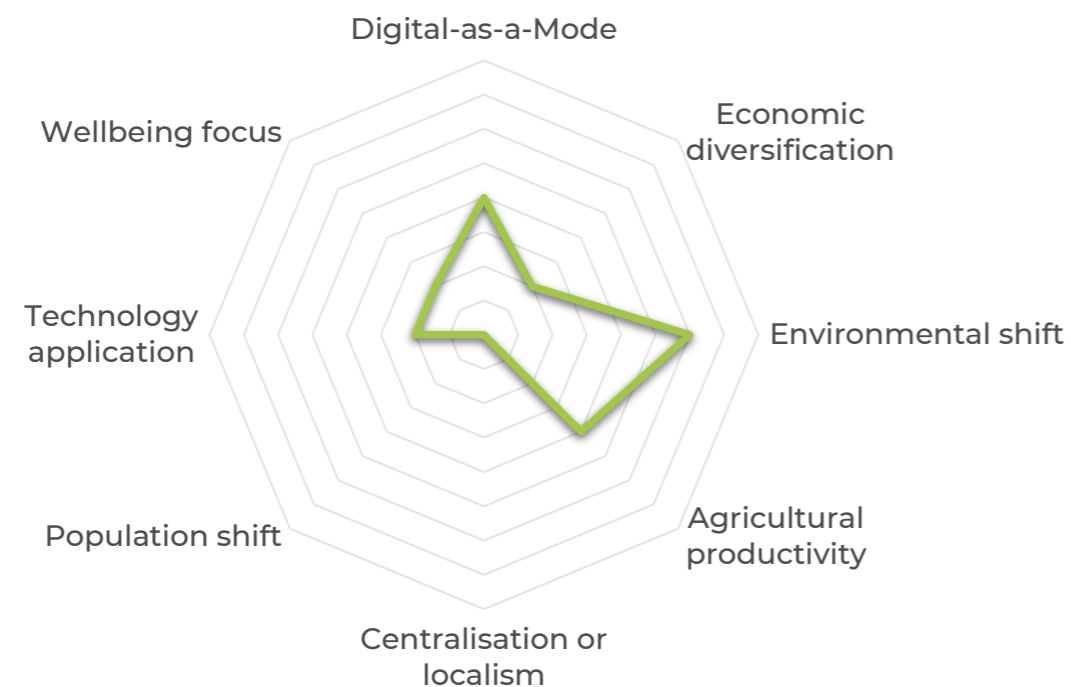 Digital-as-a-Mode
Economic
diversification
Environmental shift
Agricultural
productivity
Centralisation or
localism
Population shift
Technology
application
Wellbeing focus